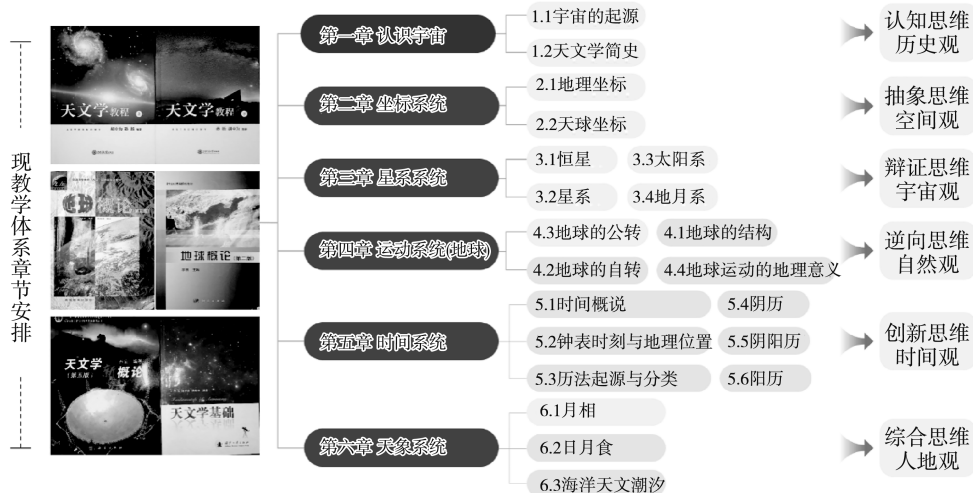 现教学体系章节安排
天文学教程
天文学教程
概论
地球概论(第二版)
天文学
概论
天文学基础
第一章 认识宇宙
1.1宇宙的起源
1.2天文学简史
认知思维
历史观
第二章 坐标系统
2.1地理坐标
2.2天球坐标
抽象思维
空间观
第三章 星系系统
3.1恒星
3.3太阳系
3.2星系
3.4地月系
辩证思维
宇宙观
第四章 运动系统(地球)
4.3地球的公转
4.1地球的结构
4.2地球的自转
4.4地球运动的地理意义
逆向思维
自然观
第五章 时间系统
5.1时间概说
5.4阴历
5.2钟表时刻与地理位置
5.5阴阳历
5.3历法起源与分类
5.6阳历
创新思维
时间观
第六章 天象系统
6.1月相
6.2日月食
6.3海洋天文潮汐
综合思维
人地观